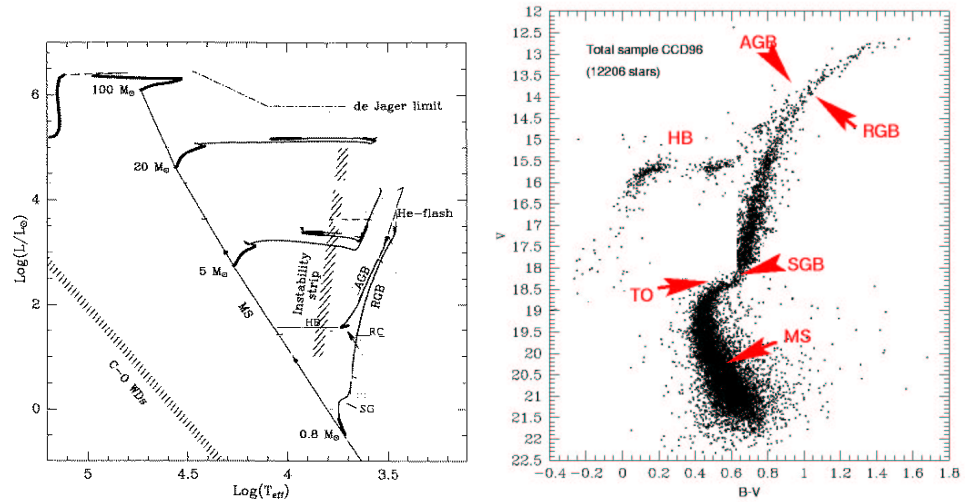 100 M⊙
de Jager limit
20 M⊙
He-flash
5 M⊙
MS
Instability
strip
AGB
RGB
HB
RC
C-O WDs
SG
0.8 M⊙
6
4
2
0
Log(L/L⊙)
5
4.5
4
3.5
Log(Teff)
Total sample CCD96
(12206 stars)
AGB
RGB
HB
SGB
TO
MS
12
12.5
13
13.5
14
14.5
15
15.5
16
16.5
17
17.5
18
18.5
19
19.5
20
20.5
21
21.5
22
22.5
V
-0.4
-0.2
0
0.2
0.4
0.6
0.8
1.0
1.2
1.4
1.6
1.8
B-V